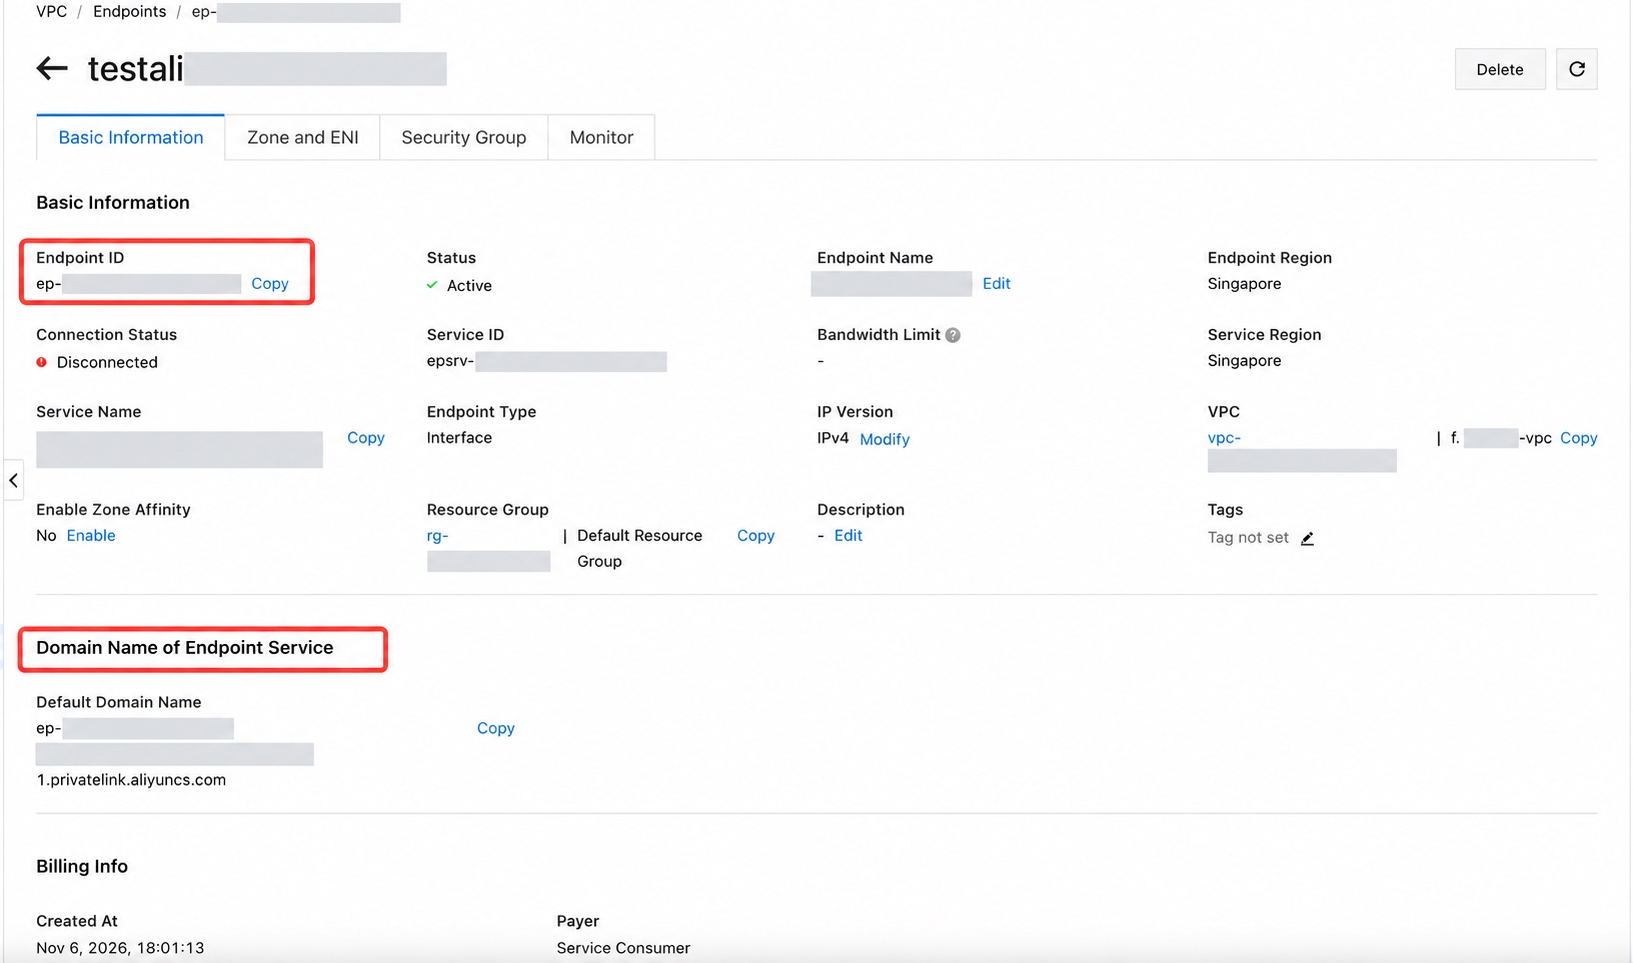 VPC / Endpoints / ep-
testali
Delete
Basic Information
Zone and ENI
Security Group
Monitor
Basic Information
Endpoint ID
ep- Copy
Status
Active
Endpoint Name
Edit
Endpoint Region
Singapore
Connection Status
Disconnected
Service ID
epsrv-
Bandwidth Limit ?
-
Service Region
Singapore
Service Name
Copy
Endpoint Type
Interface
IP Version
IPv4 Modify
VPC
vpc- | f. -vpc Copy
Enable Zone Affinity
No Enable
Resource Group
rg- | Default Resource Copy
Group
Description
- Edit
Tags
Tag not set
Domain Name of Endpoint Service
Default Domain Name
ep- Copy
1.privatelink.aliyuncs.com
Billing Info
Created At
Nov 6, 2026, 18:01:13
Payer
Service Consumer